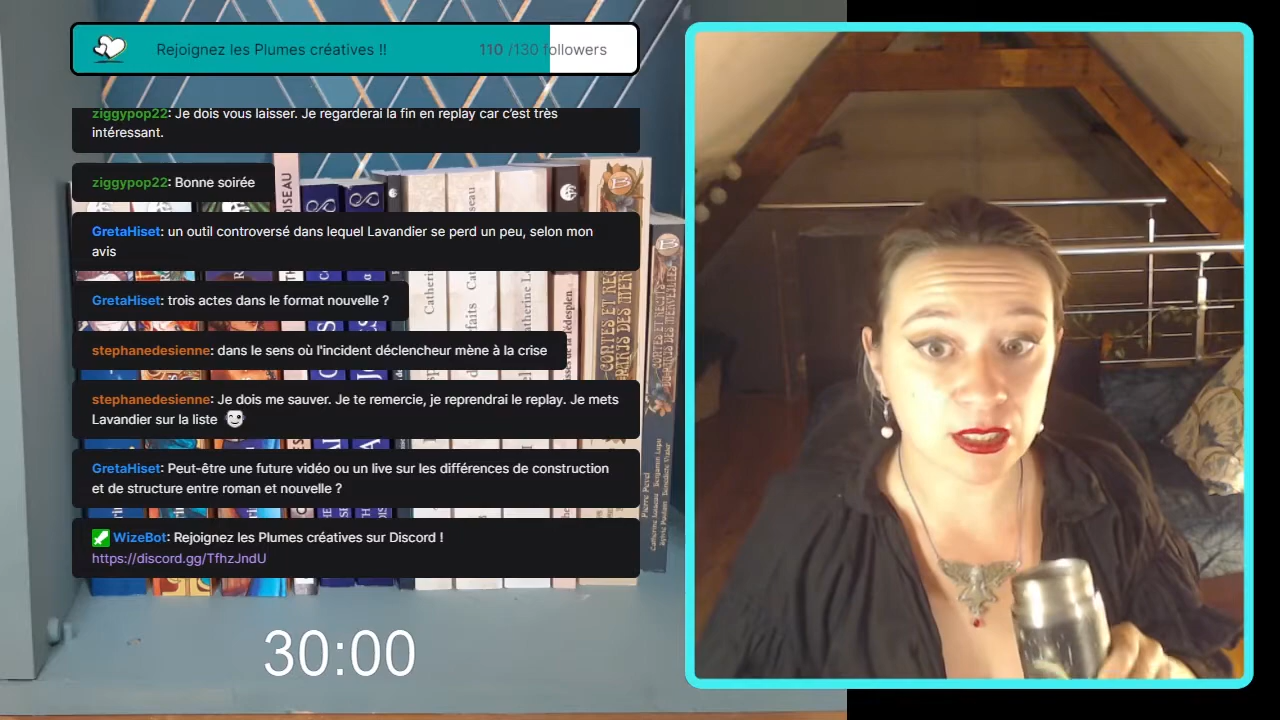 Rejoignez les Plumes créatives !!
110 /130 followers
ziggypop22: Je dois vous laisser. Je regarderai la fin en replay car c'est très
intéressant.
ziggypop22: Bonne soirée
GretaHiset: un outil controversé dans lequel Lavandier se perd un peu, selon mon
avis
GretaHiset: trois actes dans le format nouvelle ?
stephanedesienne: dans le sens où l'incident déclencheur mène à la crise
stephanedesienne: Je dois me sauver. Je te remercie, je reprendrai le replay. Je mets
Lavandier sur la liste
GretaHiset: Peut-être une future vidéo ou un live sur les différences de construction
et de structure entre roman et nouvelle ?
WizeBot: Rejoignez les Plumes créatives sur Discord !
https://discord.gg/TfhzJndU
30:00
Pierre Pevel